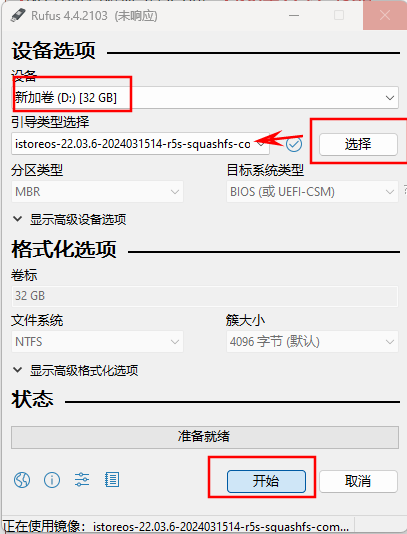 Rufus 4.4.2103 (未响应)
设备选项
设备
新加卷 (D:) [32 GB]
引导类型选择
istoreos-22.03.6-2024031514-r5s-squashfs-co
选择
分区类型
目标系统类型
MBR
BIOS (或 UEFI-CSM)
?
显示高级设备选项
格式化选项
卷标
32 GB
文件系统
簇大小
NTFS
4096 字节 (默认)
显示高级格式化选项
状态
准备就绪
开始
取消
正在使用镜像: istoreos-22.03.6-2024031514-r5s-squashfs-com...